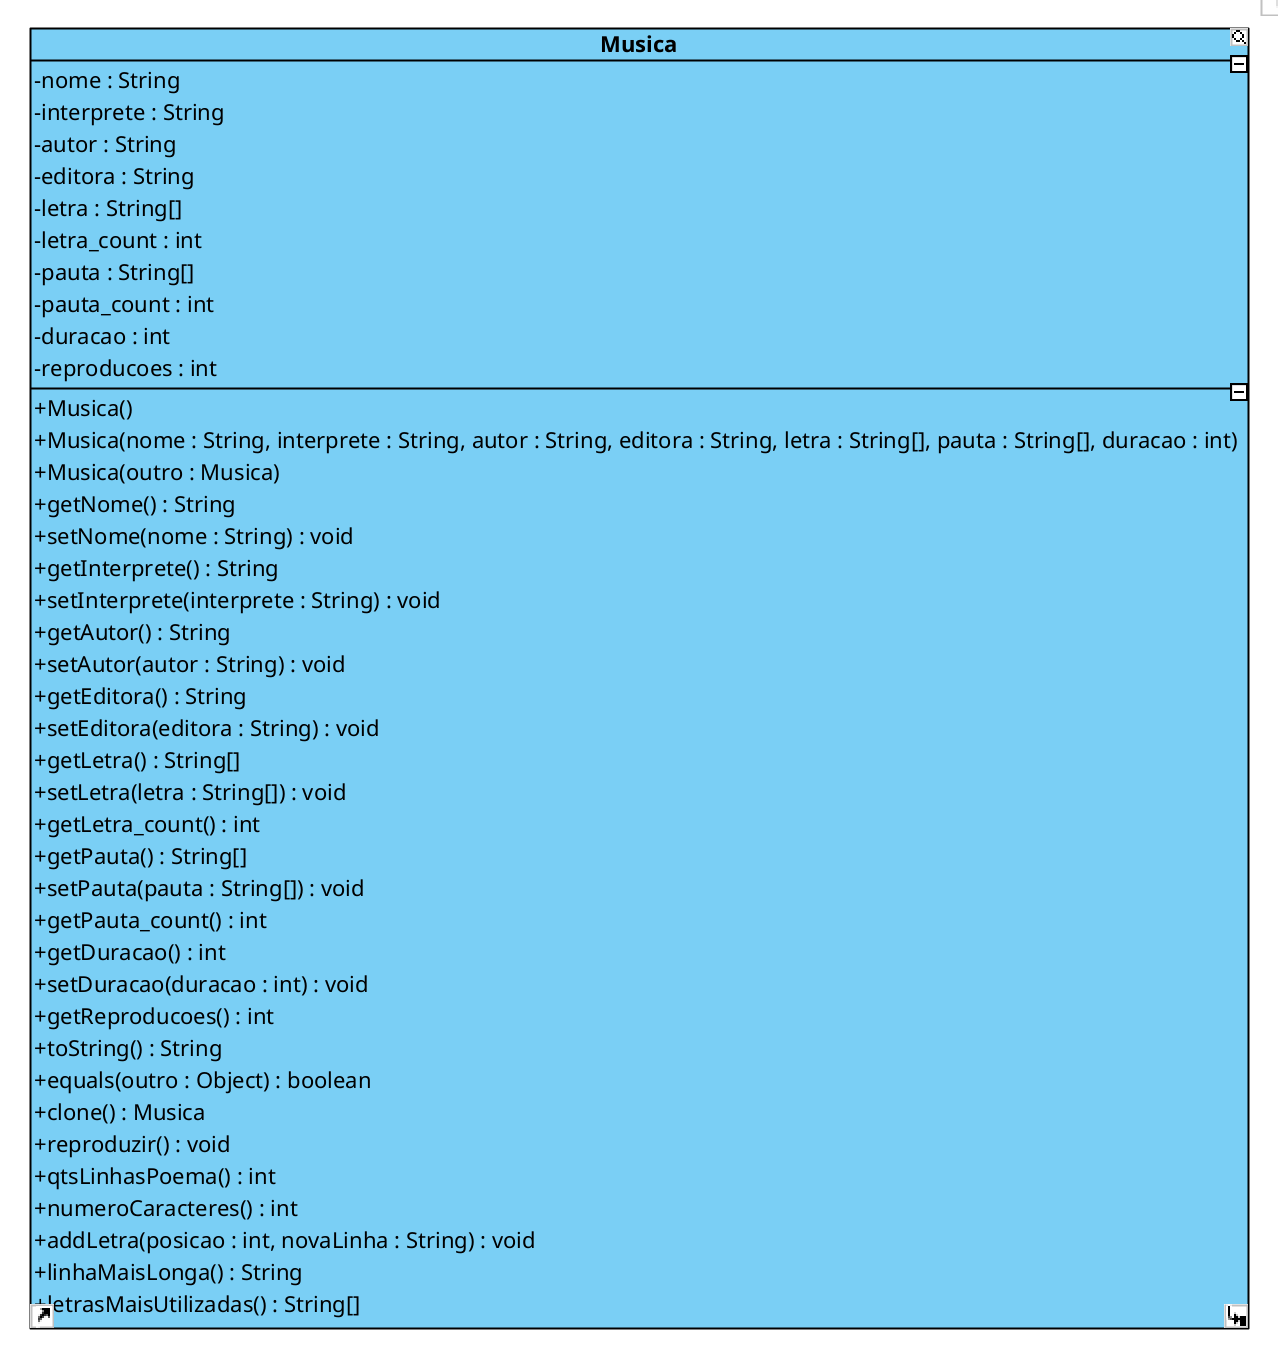 Musica
-nome : String
-interprete : String
-autor : String
-editora : String
-letra : String[]
-letra_count : int
-pauta : String[]
-pauta_count : int
-duracao : int
-reproducoes : int
+Musica()
+Musica(nome : String, interprete : String, autor : String, editora : String, letra : String[], pauta : String[], duracao : int)
+Musica(outro : Musica)
+getNome() : String
+setNome(nome : String) : void
+getInterprete() : String
+setInterprete(interprete : String) : void
+getAutor() : String
+setAutor(autor : String) : void
+getEditora() : String
+setEditora(editora : String) : void
+getLetra() : String[]
+setLetra(letra : String[]) : void
+getLetra_count() : int
+getPauta() : String[]
+setPauta(pauta : String[]) : void
+getPauta_count() : int
+getDuracao() : int
+setDuracao(duracao : int) : void
+getReproducoes() : int
+toString() : String
+equals(outro : Object) : boolean
+clone() : Musica
+reproduzir() : void
+qtsLinhasPoema() : int
+numeroCaracteres() : int
+addLetra(posicao : int, novaLinha : String) : void
+linhaMaisLonga() : String
+letrasMaisUtilizadas() : String[]